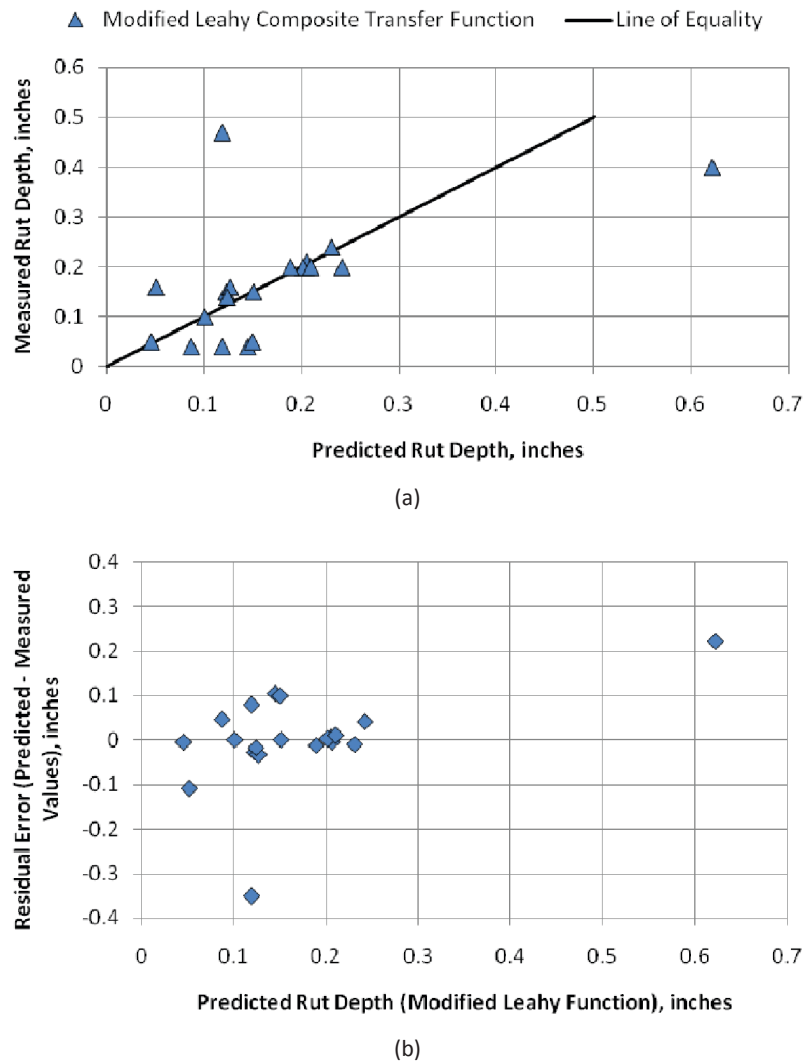 Modified Leahy Composite Transfer Function Line of Equality
0.6
0.5
0.4
0.3
0.2
0.1
0
Measured Rut Depth, inches
0 0.1 0.2 0.3 0.4 0.5 0.6 0.7
Predicted Rut Depth, inches
(a)
0.4
0.3
0.2
0.1
0
-0.1
-0.2
-0.3
-0.4
Residual Error (Predicted - Measured
Values), inches
0 0.1 0.2 0.3 0.4 0.5 0.6 0.7
Predicted Rut Depth (Modified Leahy Function), inches
(b)